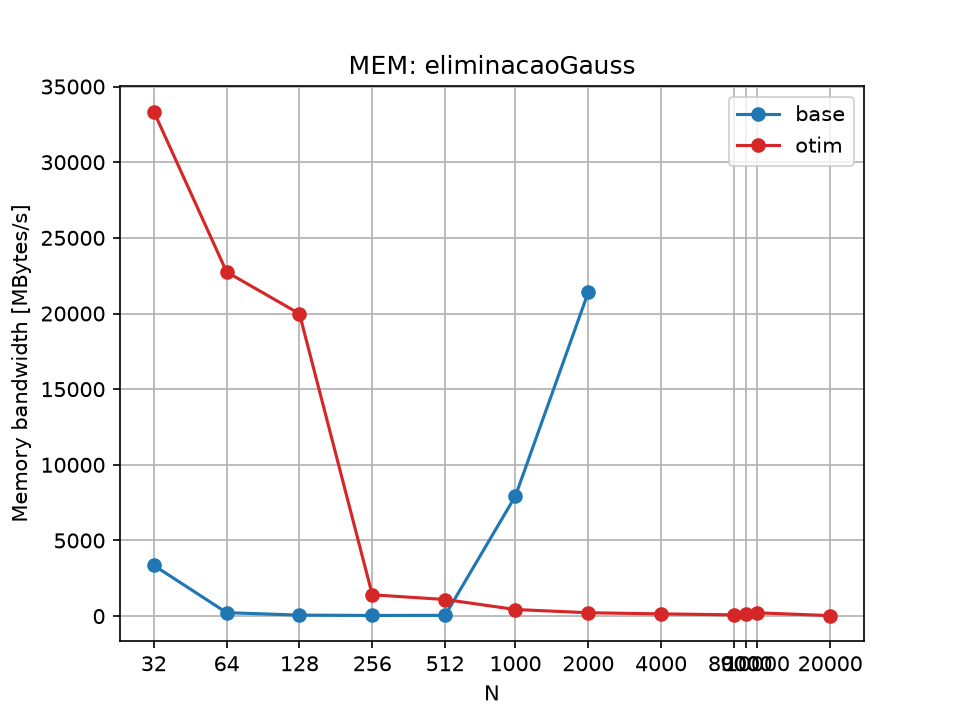 MEM: eliminacaoGauss
35000
30000
25000
20000
15000
10000
5000
0
Memory bandwidth [MBytes/s]
base
otim
32 64 128 256 512 1000 2000 4000 20000
N